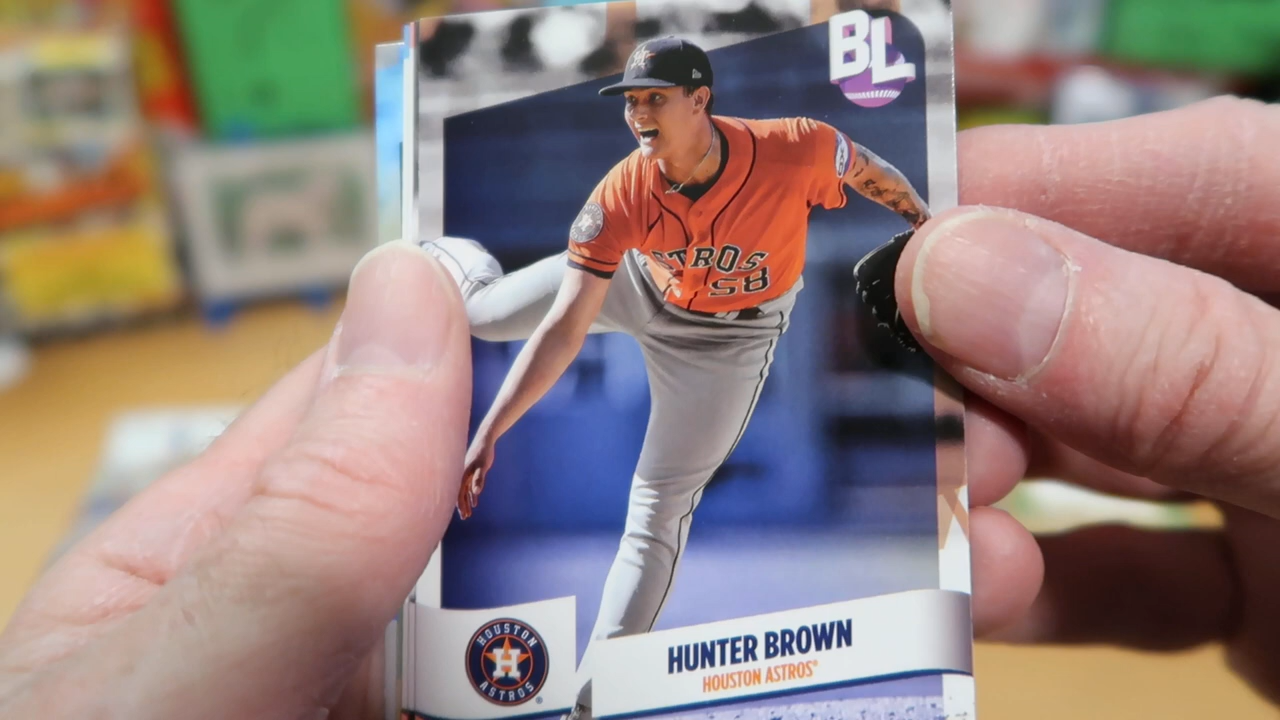 BL
ASTROS
58
HOUSTON
H
ASTROS
HUNTER BROWN
HOUSTON ASTROS®